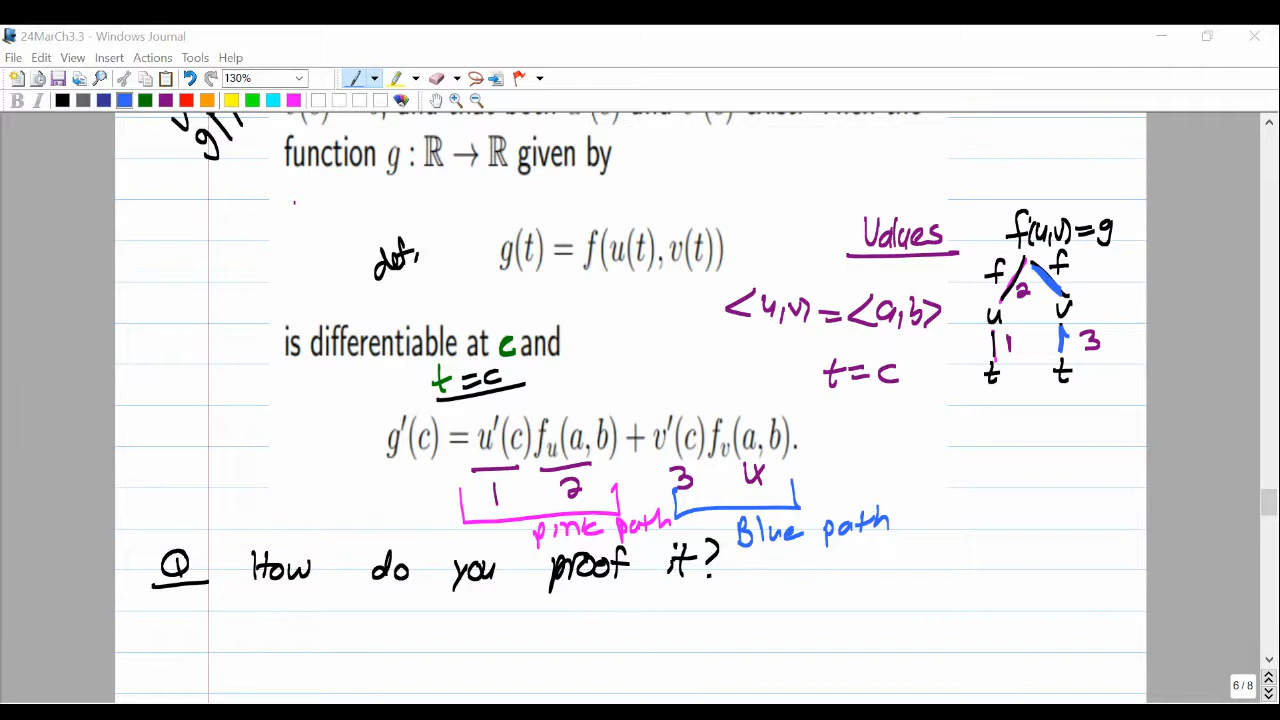 24MarCh3.3 - Windows Journal
File Edit View Insert Actions Tools Help
130%
B I
function g : ℝ → ℝ given by
def,
g(t) = f(u(t), v(t))
Values
<u,v> = <a,b>
t = c
f(u,v) = g
f f
2
u v
1 3
t t
is differentiable at c and
t = c
g′(c) = u′(c)f_u(a, b) + v′(c)f_v(a, b).
1 2 3 4
pink path Blue path
Q How do you proof it?
6 / 8